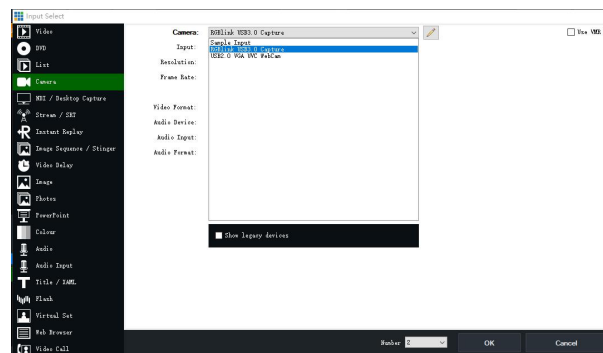 Input Select
Video
DVD
List
Camera
NDI / Desktop Capture
Stream / SRT
Instant Replay
Image Sequence / Stinger
Video Delay
Image
Photos
PowerPoint
Colour
Audio
Audio Input
Title / XAML
Flash
Virtual Set
Web Browser
Video Call
Camera: RGBlink USB3.0 Capture
Use VMR
Input:
Resolution:
Frame Rate:
Video Format:
Audio Device:
Audio Input:
Audio Format:
Sample Input
RGBlink USB3.0 Capture
USB2.0 VGA UVC WebCam
Show legacy devices
Number 2
OK
Cancel